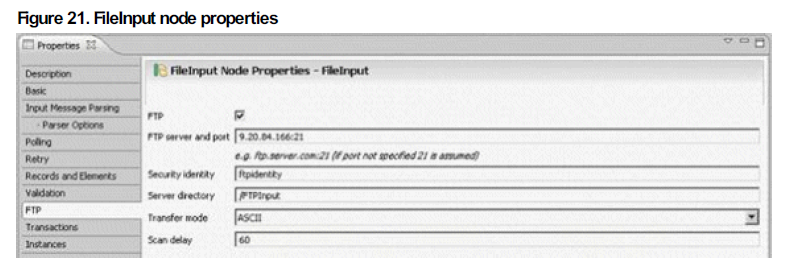 Figure 21. FileInput node properties
Properties
Description
Basic
Input Message Parsing
- Parser Options
Polling
Retry
Records and Elements
Validation
FTP
Transactions
Instances
FileInput Node Properties - FileInput
FTP
FTP server and port 9.20.84.166:21
e.g. ftp.server.com:21 (if port not specified 21 is assumed)
Security identity ftpidentity
Server directory /FTPInput
Transfer mode ASCII
Scan delay 60